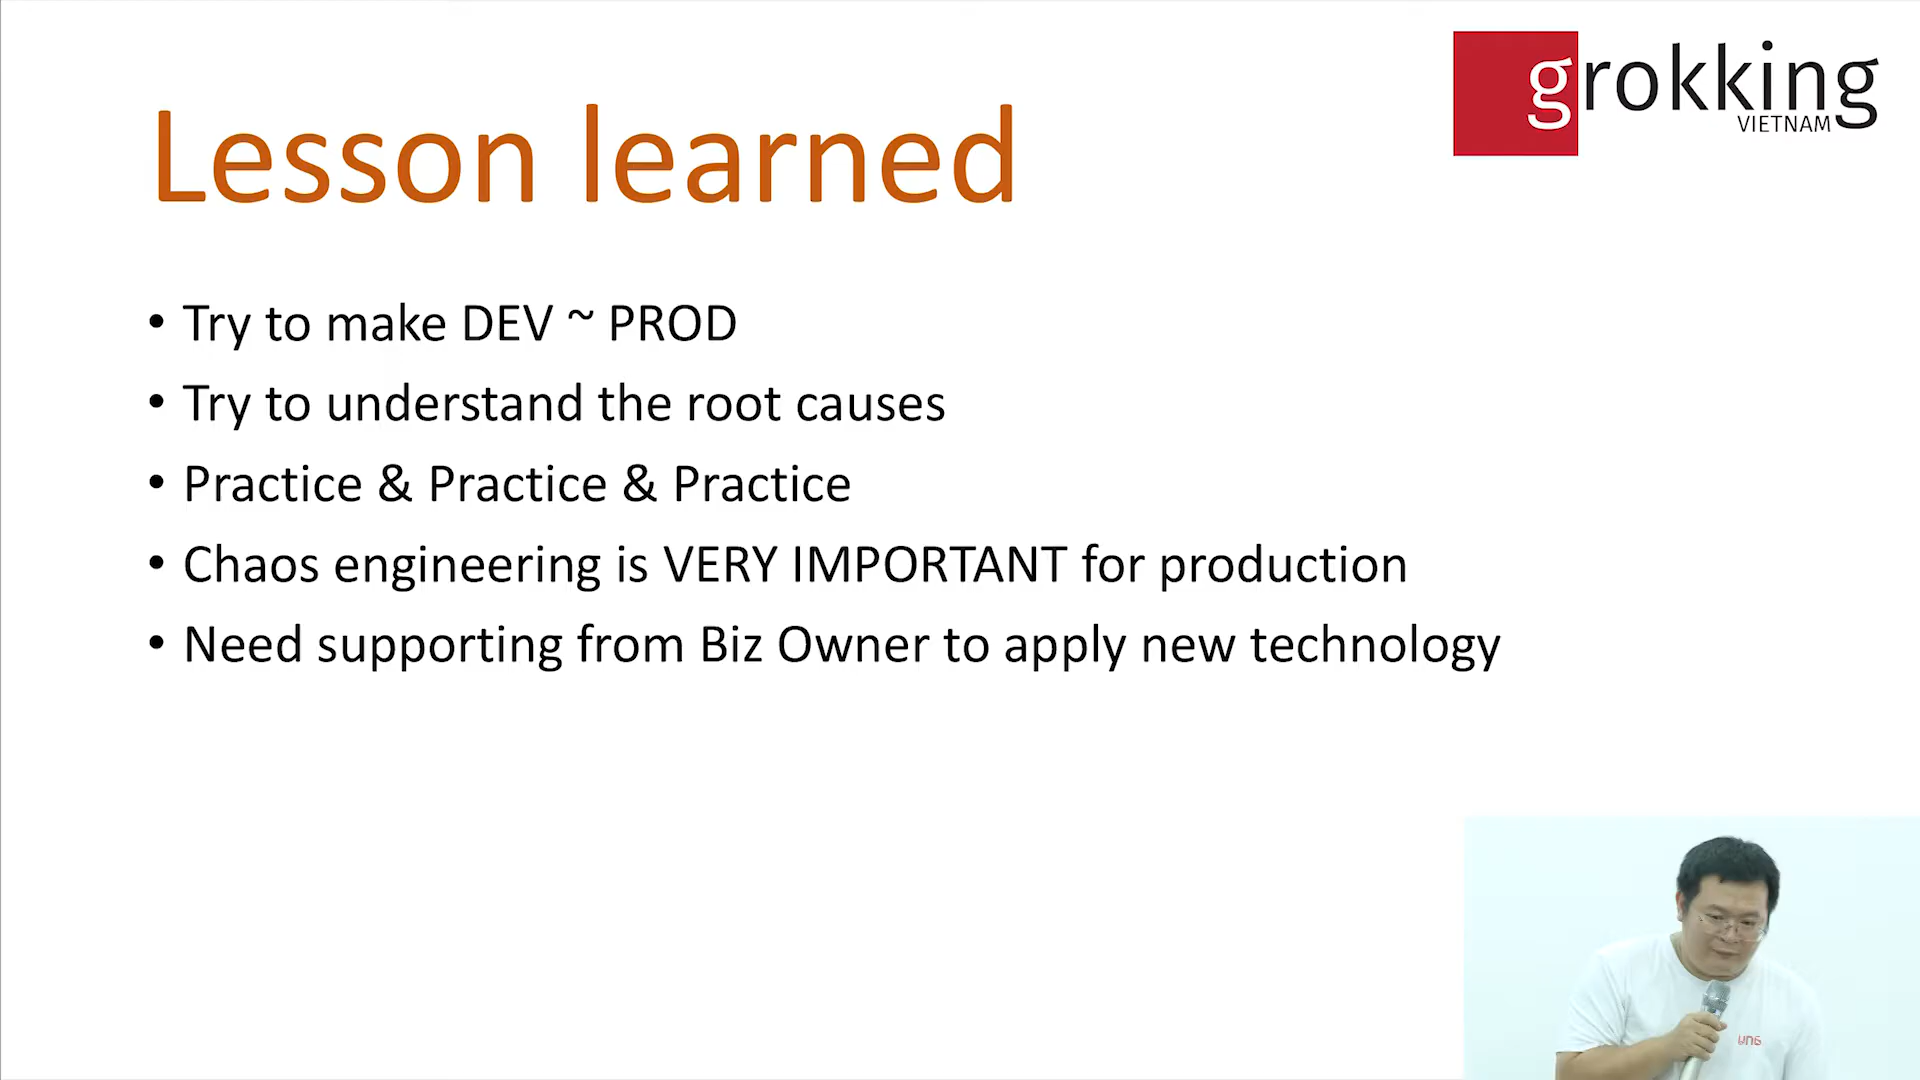 grokking
VIETNAM
Lesson learned
• Try to make DEV ~ PROD
• Try to understand the root causes
• Practice & Practice & Practice
• Chaos engineering is VERY IMPORTANT for production
• Need supporting from Biz Owner to apply new technology